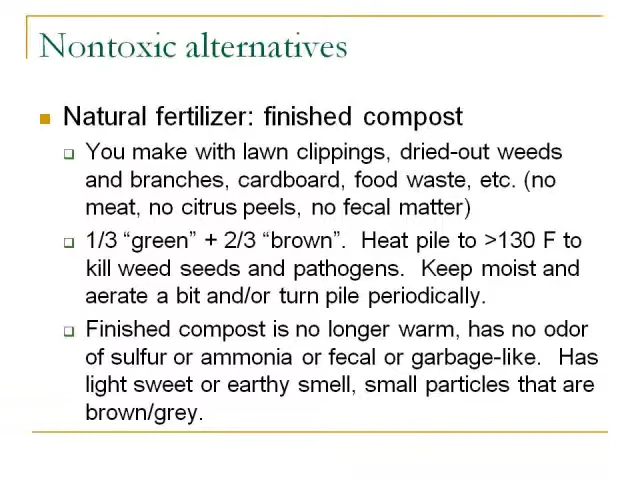 Nontoxic alternatives
Natural fertilizer: finished compost
You make with lawn clippings, dried-out weeds
and branches, cardboard, food waste, etc. (no
meat, no citrus peels, no fecal matter)
1/3 “green” + 2/3 “brown”.  Heat pile to >130 F to
kill weed seeds and pathogens.  Keep moist and
aerate a bit and/or turn pile periodically.
Finished compost is no longer warm, has no odor
of sulfur or ammonia or fecal or garbage-like.  Has
light sweet or earthy smell, small particles that are
brown/grey.